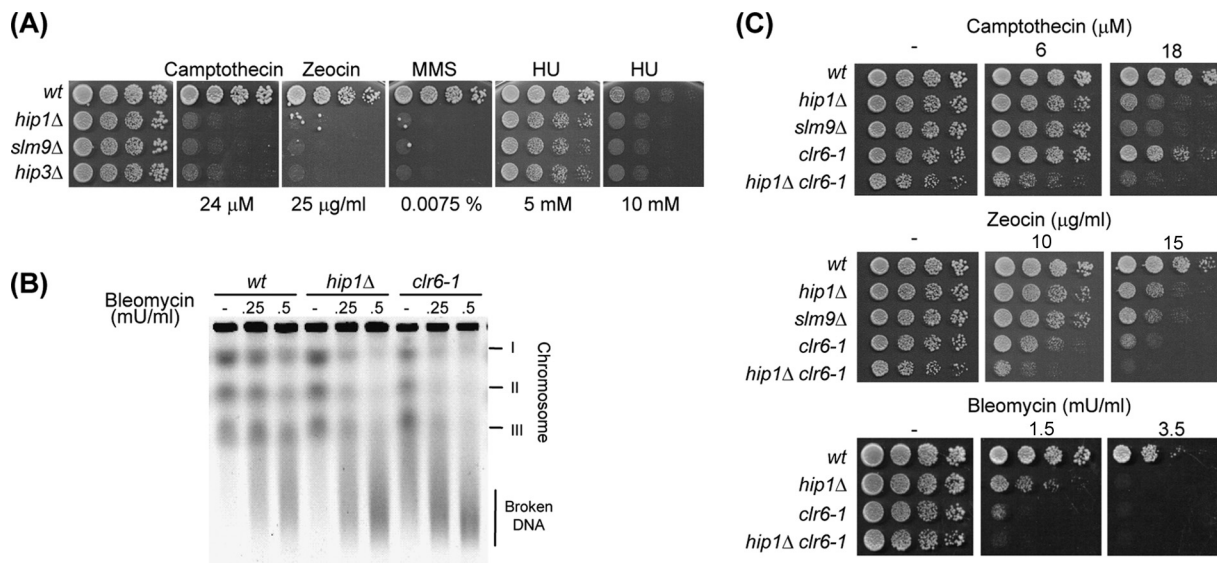 (A)
Camptothecin Zeocin MMS HU HU
wt
hip1Δ
slm9Δ
hip3Δ
24 μM 25 μg/ml 0.0075 % 5 mM 10 mM
(B)
wt hip1Δ clr6-1
Bleomycin
(mU/ml)
- .25 .5 - .25 .5 - .25 .5
I
II
III
Chromosome
Broken
DNA
(C)
Camptothecin (μM)
- 6 18
wt
hip1Δ
slm9Δ
clr6-1
hip1Δ clr6-1
Zeocin (μg/ml)
- 10 15
wt
hip1Δ
slm9Δ
clr6-1
hip1Δ clr6-1
Bleomycin (mU/ml)
- 1.5 3.5
wt
hip1Δ
clr6-1
hip1Δ clr6-1